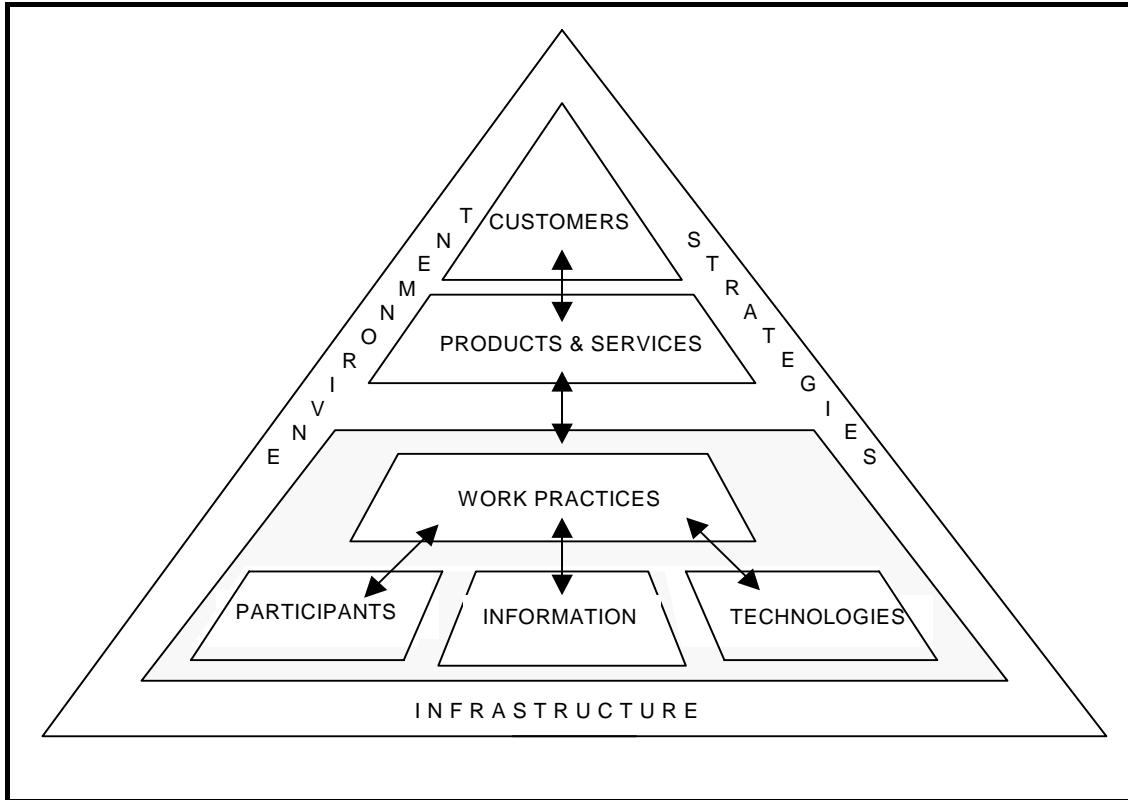 CUSTOMERS
ENVIRONMENT
STRATEGIES
PRODUCTS & SERVICES
WORK PRACTICES
PARTICIPANTS
INFORMATION
TECHNOLOGIES
INFRASTRUCTURE